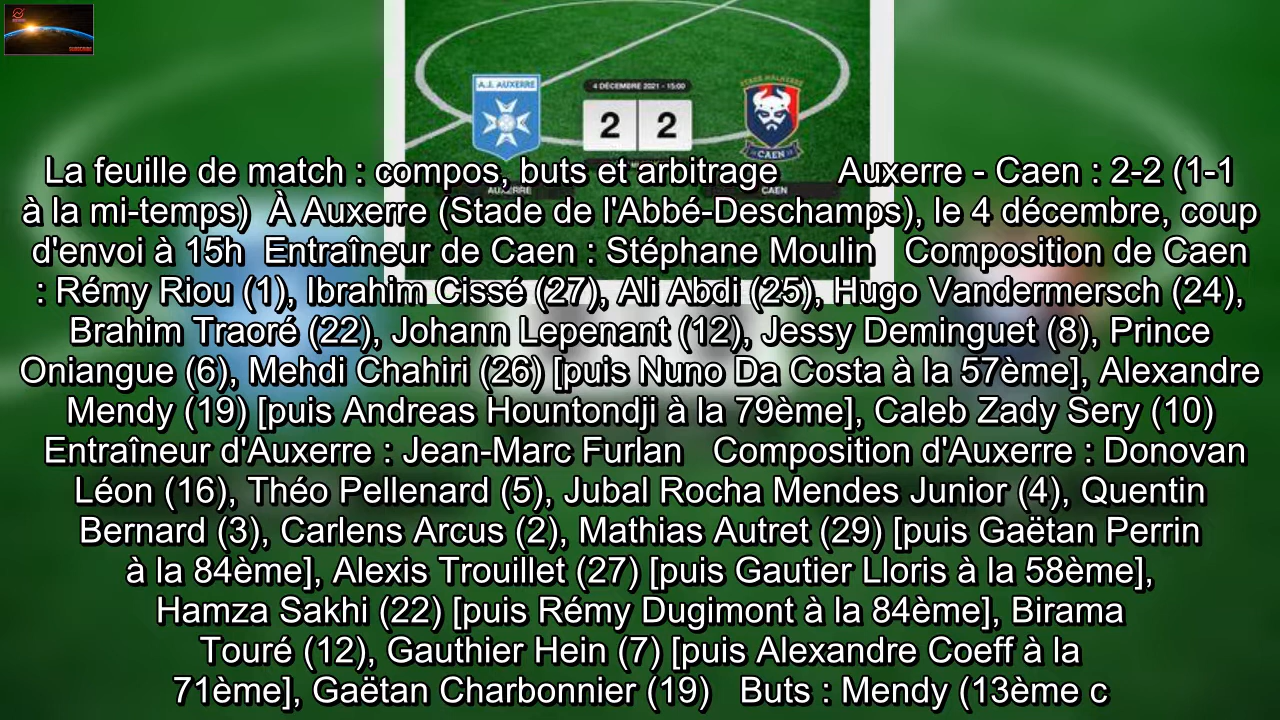 A.J. AUXERRE
4 DÉCEMBRE 2021 - 15:00
2 2
STADE MALHERBE
CAEN
La feuille de match : compos, buts et arbitrage Auxerre - Caen : 2-2 (1-1
AUXERRE CAEN
à la mi-temps) À Auxerre (Stade de l'Abbé-Deschamps), le 4 décembre, coup
d'envoi à 15h Entraîneur de Caen : Stéphane Moulin Composition de Caen
: Rémy Riou (1), Ibrahim Cissé (27), Ali Abdi (25), Hugo Vandermersch (24),
Brahim Traoré (22), Johann Lepenant (12), Jessy Deminguet (8), Prince
Oniangue (6), Mehdi Chahiri (26) [puis Nuno Da Costa à la 57ème], Alexandre
Mendy (19) [puis Andreas Hountondji à la 79ème], Caleb Zady Sery (10)
Entraîneur d'Auxerre : Jean-Marc Furlan Composition d'Auxerre : Donovan
Léon (16), Théo Pellenard (5), Jubal Rocha Mendes Junior (4), Quentin
Bernard (3), Carlens Arcus (2), Mathias Autret (29) [puis Gaëtan Perrin
à la 84ème], Alexis Trouillet (27) [puis Gautier Lloris à la 58ème],
Hamza Sakhi (22) [puis Rémy Dugimont à la 84ème], Birama
Touré (12), Gauthier Hein (7) [puis Alexandre Coeff à la
71ème], Gaëtan Charbonnier (19) Buts : Mendy (13ème c